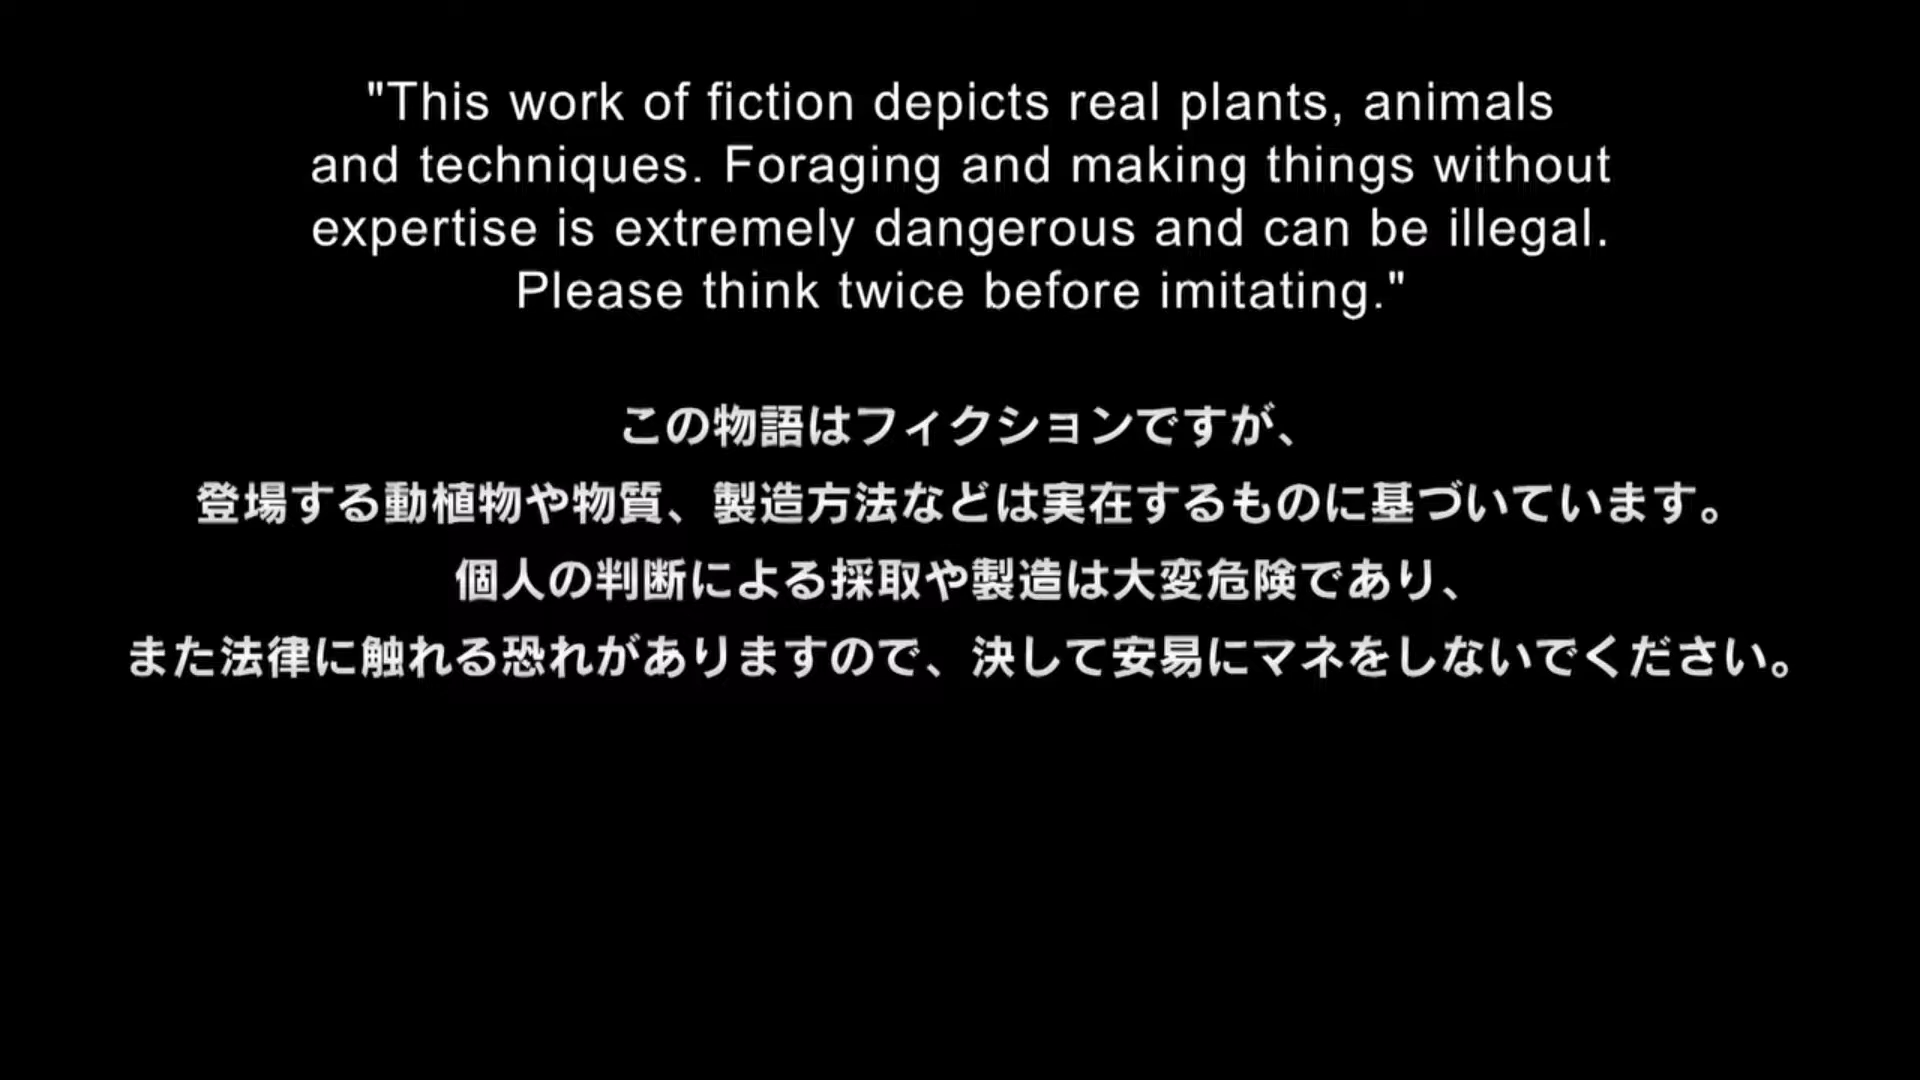 "This work of fiction depicts real plants, animals
and techniques. Foraging and making things without
expertise is extremely dangerous and can be illegal.
Please think twice before imitating."
この物語はフィクションですが、
登場する動植物や物質、製造方法などは実在するものに基づいています。
個人の判断による採取や製造は大変危険であり、
また法律に触れる恐れがありますので、決して安易にマネをしないでください。